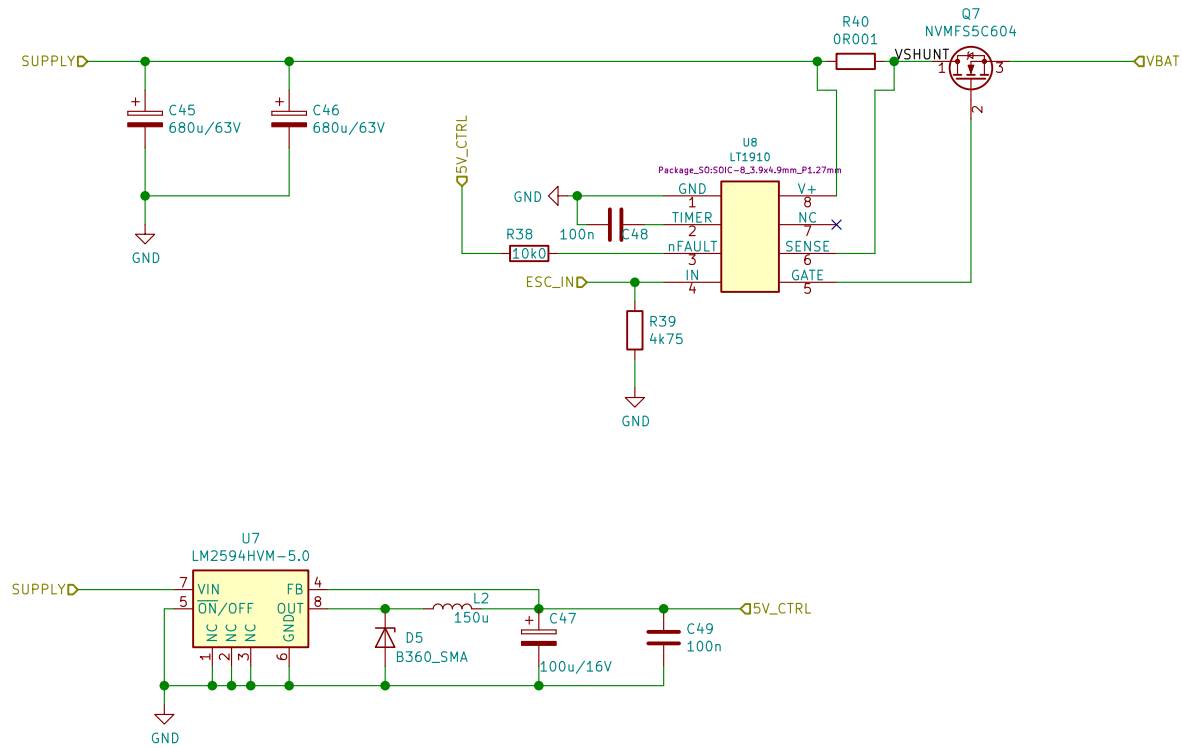 R40
0R001
Q7
NVMFS5C604
SUPPLY
VSHUNT
1
3
VBAT
2
C45
680u/63V
C46
680u/63V
GND
5V_CTRL
U8
LT1910
Package_SO:SOIC-8_3.9x4.9mm_P1.27mm
GND
GND
1
V+
8
100n
C48
TIMER
2
NC
7
R38
10k0
nFAULT
3
SENSE
6
ESC_IN
IN
4
GATE
5
R39
4k75
GND
U7
LM2594HVM-5.0
SUPPLY
7
VIN
FB
4
5
ON/OFF
OUT
8
NC
NC
NC
GND
1
2
3
6
L2
150u
D5
B360_SMA
C47
100u/16V
C49
100n
5V_CTRL
GND